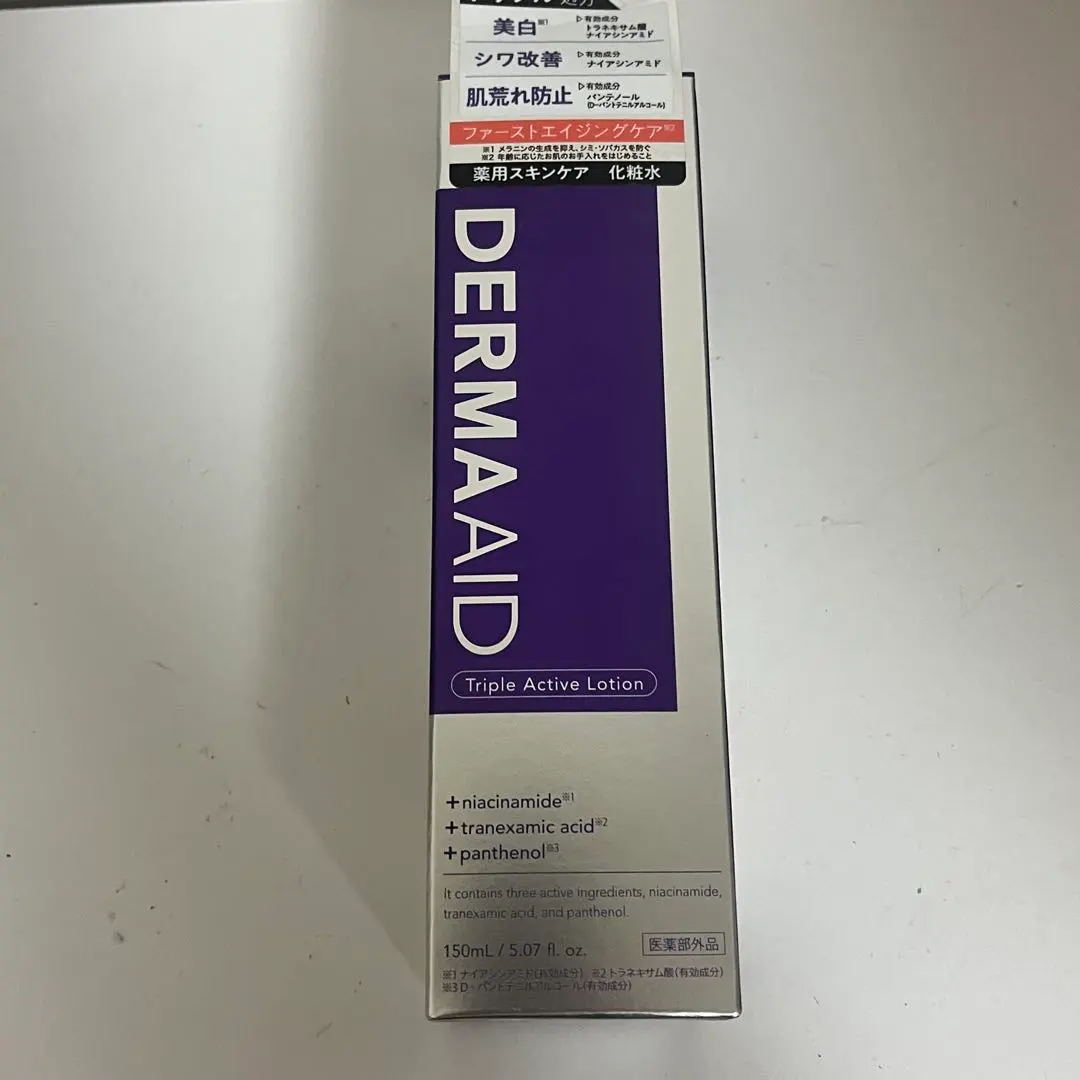 美白※1 ▷有効成分
トラネキサム酸
ナイアシンアミド
シワ改善 ▷有効成分
ナイアシンアミド
肌荒れ防止 ▷有効成分
パンテノール
(D-パントテニルアルコール)
ファーストエイジングケア※2
※1 メラニンの生成を抑え、シミ・ソバカスを防ぐ
※2 年齢に応じたお肌のお手入れをはじめること
薬用スキンケア 化粧水
DERMAAID
Triple Active Lotion
+niacinamide※1
+tranexamic acid※2
+panthenol※3
It contains three active ingredients, niacinamide,
tranexamic acid, and panthenol.
150mL / 5.07 fl. oz. 医薬部外品
※1 ナイアシンアミド(有効成分) ※2 トラネキサム酸(有効成分)
※3 D-パントテニルアルコール(有効成分)